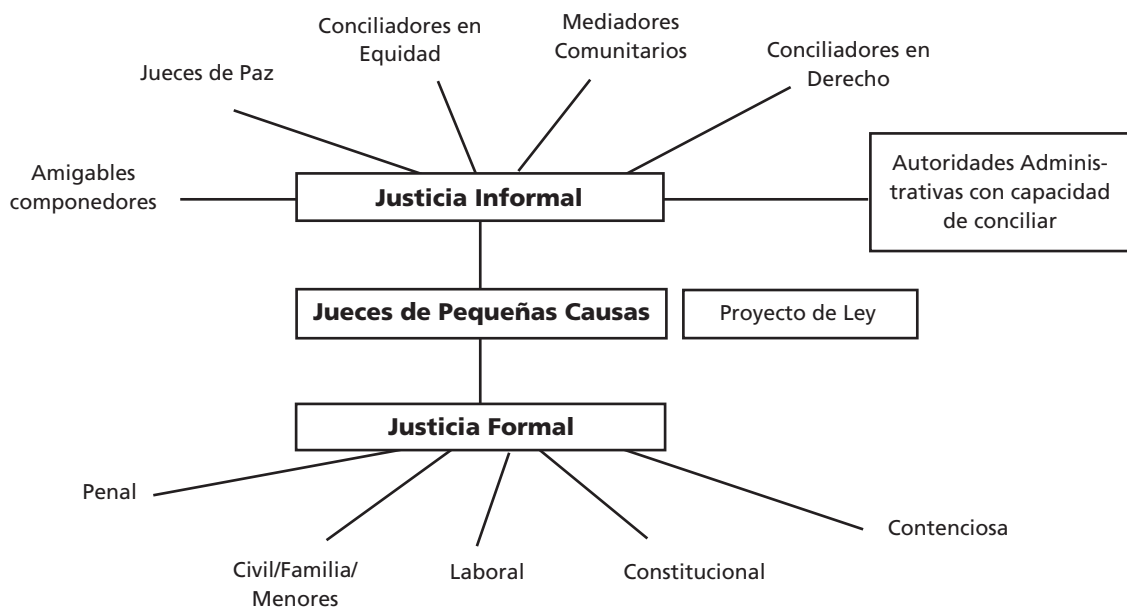 Conciliadores en
Equidad
Mediadores
Comunitarios
Conciliadores en
Derecho
Jueces de Paz
Amigables
componedores
Justicia Informal
Autoridades Adminis-
trativas con capacidad
de conciliar
Jueces de Pequeñas Causas
Proyecto de Ley
Justicia Formal
Penal
Civil/Familia/
Menores
Laboral
Constitucional
Contenciosa